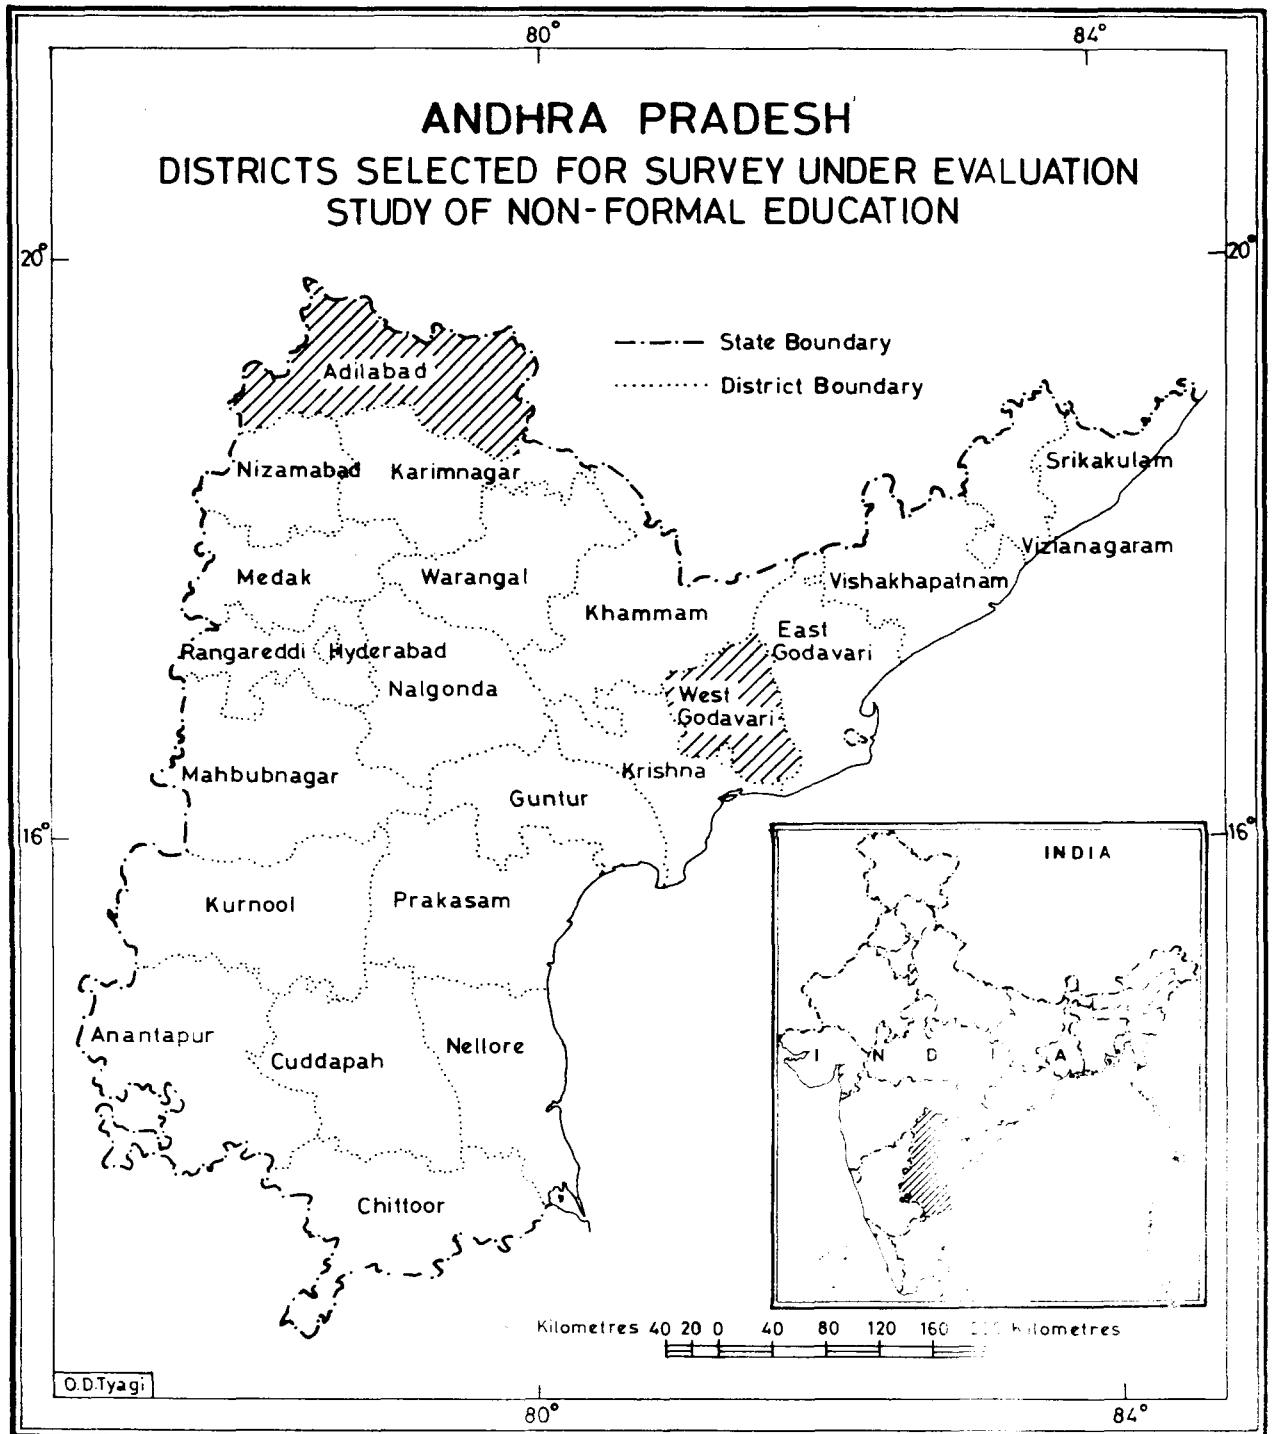 80°
84°
ANDHRA PRADESH
DISTRICTS SELECTED FOR SURVEY UNDER EVALUATION
STUDY OF NON-FORMAL EDUCATION
20°
20°
State Boundary
District Boundary
Adilabad
Nizamabad
Karimnagar
Srikakulam
Vizianagaram
Medak
Warangal
Vishakhapatnam
Khammam
East
Godavari
Rangareddi
Hyderabad
Nalgonda
West
Godavari
Mahbubnagar
Krishna
Guntur
16°
16°
INDIA
Kurnool
Prakasam
Anantapur
Cuddapah
Nellore
I N D I A
Chittoor
Kilometres 40 20 0 40 80 120 160 Kilometres
O.D.Tyagi
80°
84°